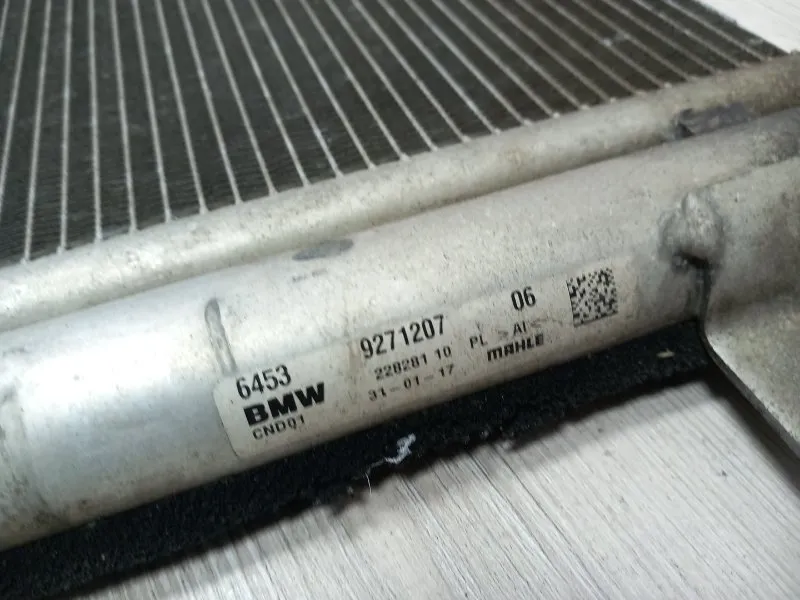 6453 9271207 06
BMW 228281 10 PL >Al<
CND01 31-01-17 MAHLE